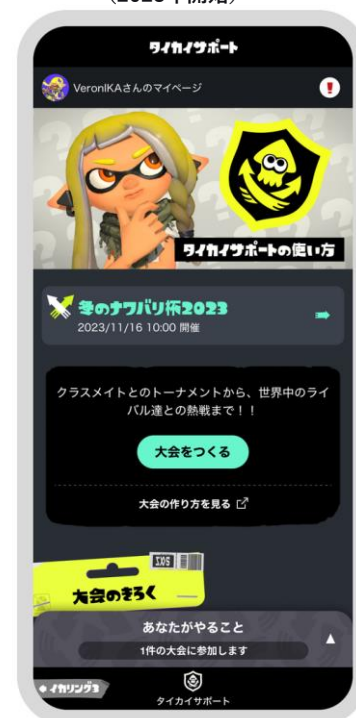 （2023年開始）
タイカイサポート
VeronIKAさんのマイページ
タイカイサポートの使い方
冬のナワバリ杯2023
2023/11/16 10:00 開催
クラスメイトとのトーナメントから、世界中のライ
バル達との熱戦まで！！
大会をつくる
大会の作り方を見る
大会のきろく
あなたがやること
1件の大会に参加します
イカリング3
タイカイサポート